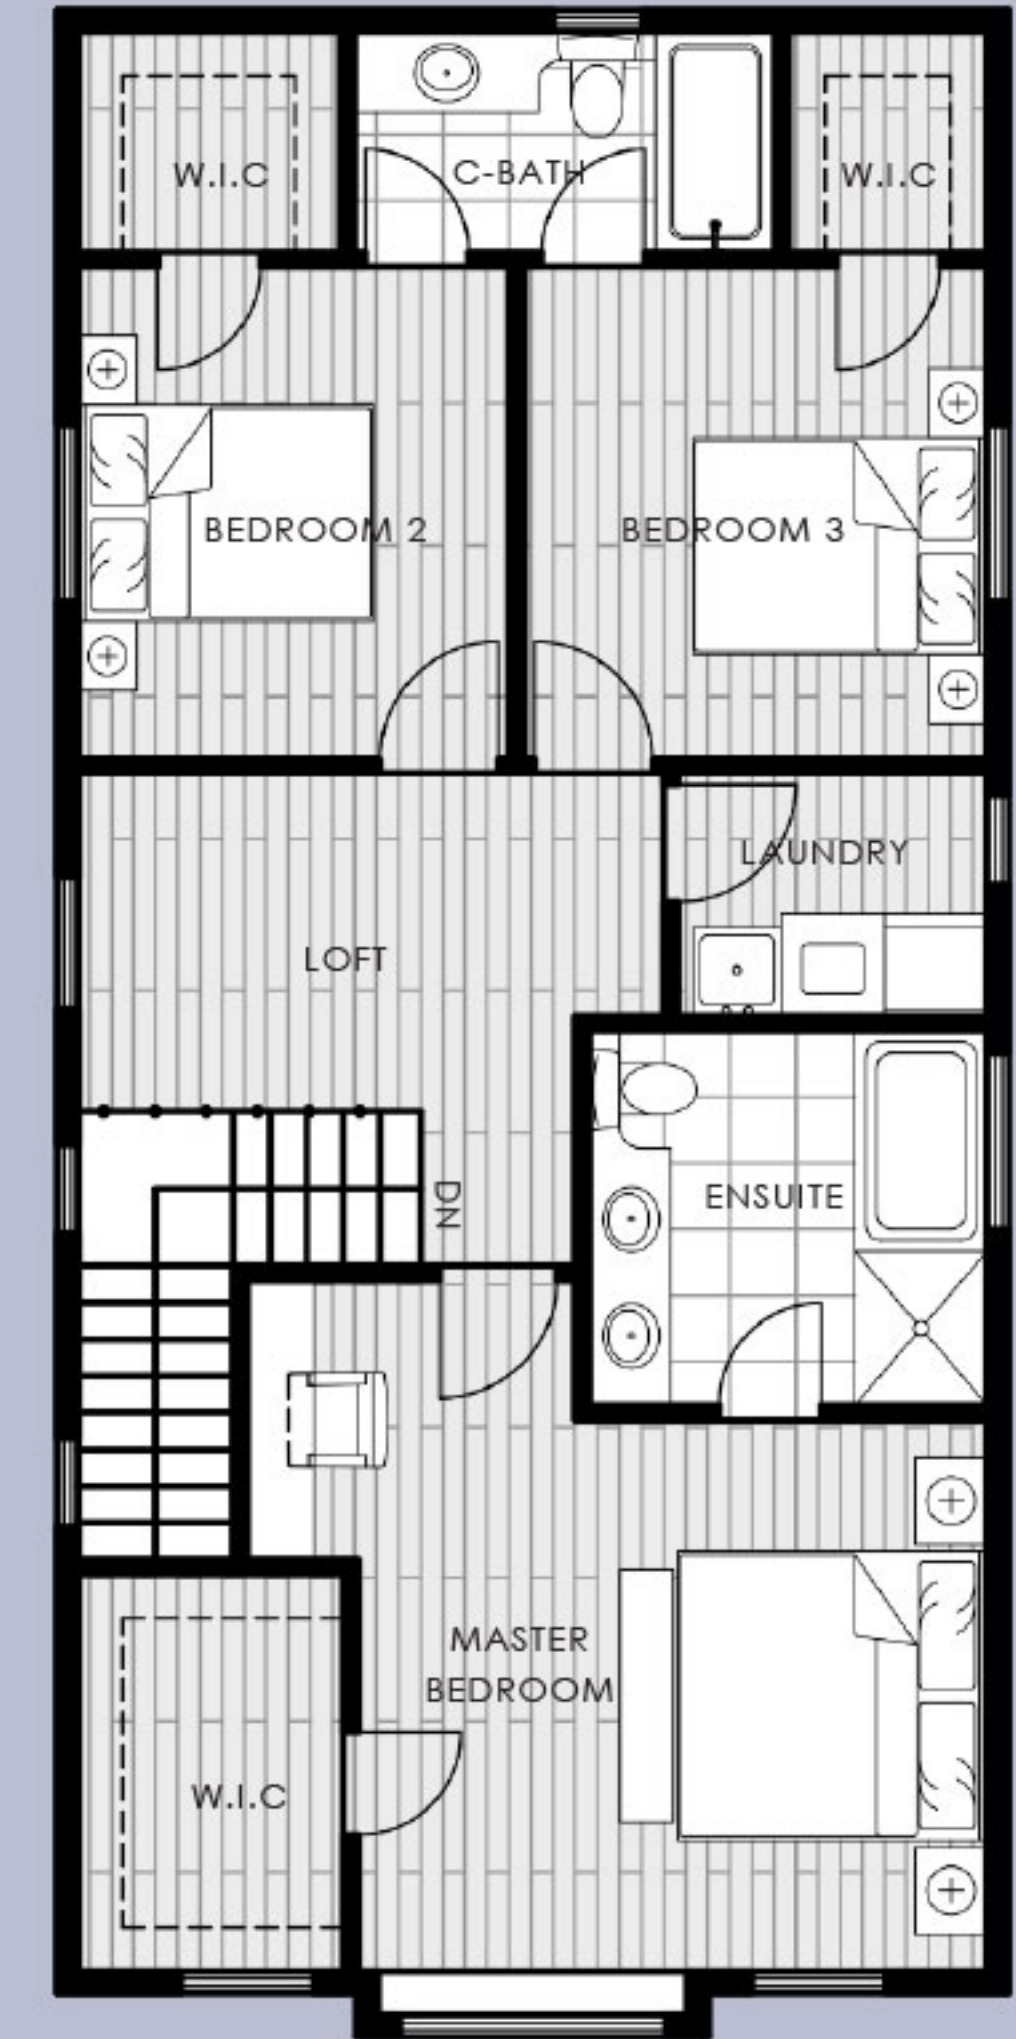 W.I.C
C-BATH
W.I.C
BEDROOM 2
BEDROOM 3
LAUNDRY
LOFT
DN
ENSUITE
MASTER
BEDROOM
W.I.C